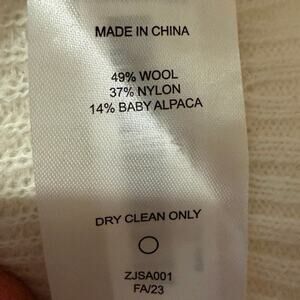 MADE IN CHINA
49% WOOL
37% NYLON
14% BABY ALPACA
DRY CLEAN ONLY
ZJSA001
FA/23